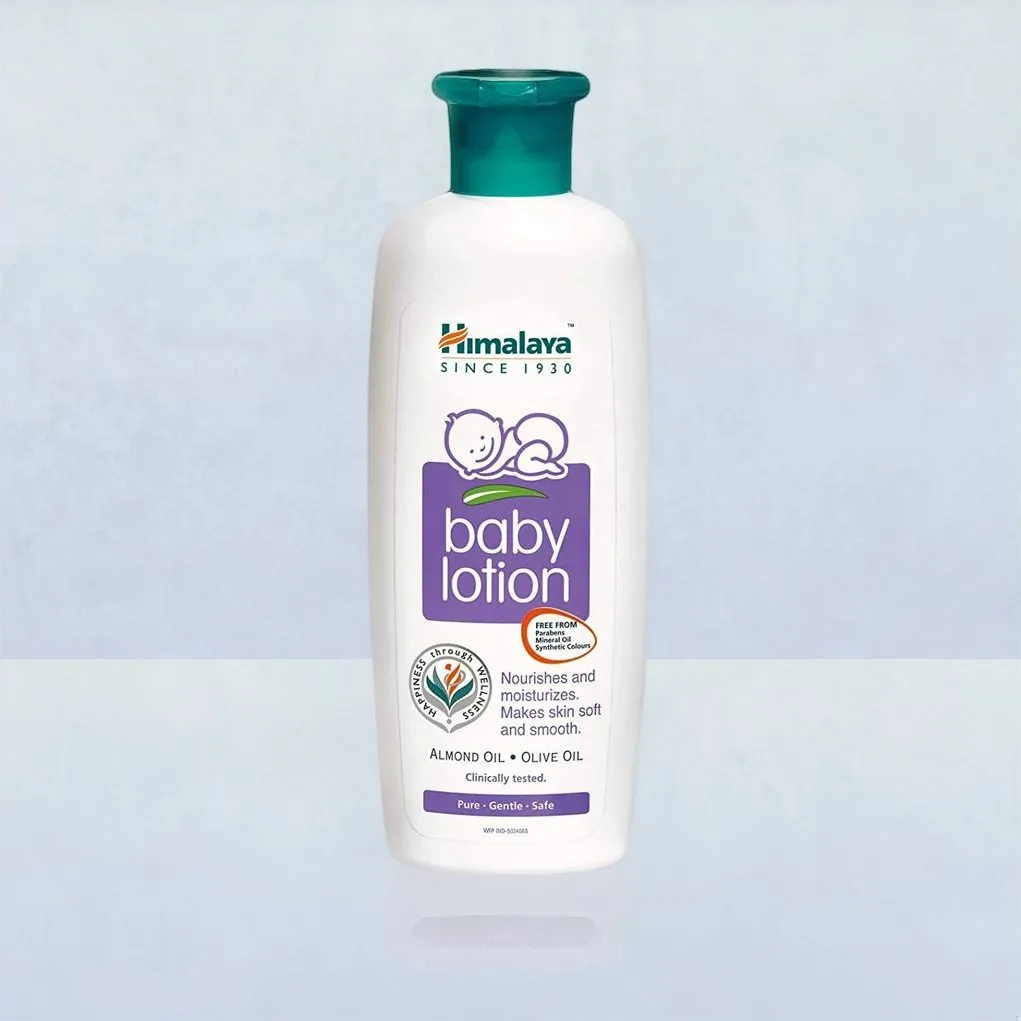 Himalaya™
SINCE 1930
baby
lotion
FREE FROM
Parabens
Mineral Oil
Synthetic Colours
HAPPINESS through WELLNESS
Nourishes and
moisturizes.
Makes skin soft
and smooth.
ALMOND OIL • OLIVE OIL
Clinically tested.
Pure · Gentle · Safe